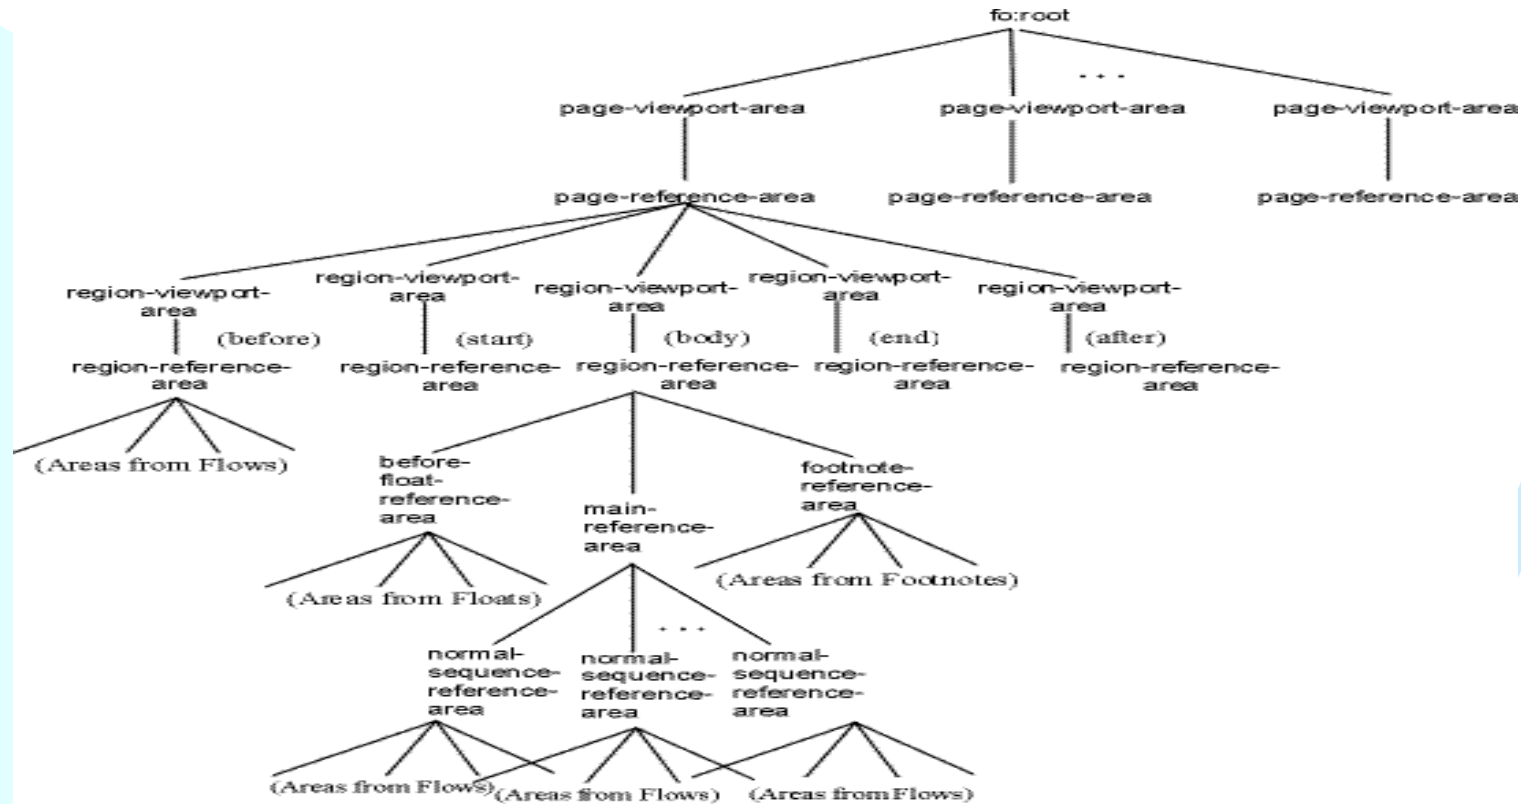 fo:root
. . .
page-viewport-area page-viewport-area page-viewport-area
page-reference-area page-reference-area page-reference-area
region-viewport-
area
region-viewport-
area
region-viewport-
area
region-viewport-
area
region-viewport-
area
(before) (start) (body) (end) (after)
region-reference-
area
region-reference-
area
region-reference-
area
region-reference-
area
region-reference-
area
(Areas from Flows)
before-
float-
reference-
area
main-
reference-
area
footnote-
reference-
area
(Areas from Floats)
(Areas from Footnotes)
. . .
normal-
sequence-
reference-
area
normal-
sequence-
reference-
area
normal-
sequence-
reference-
area
(Areas from Flows)
(Areas from Flows)
(Areas from Flows)